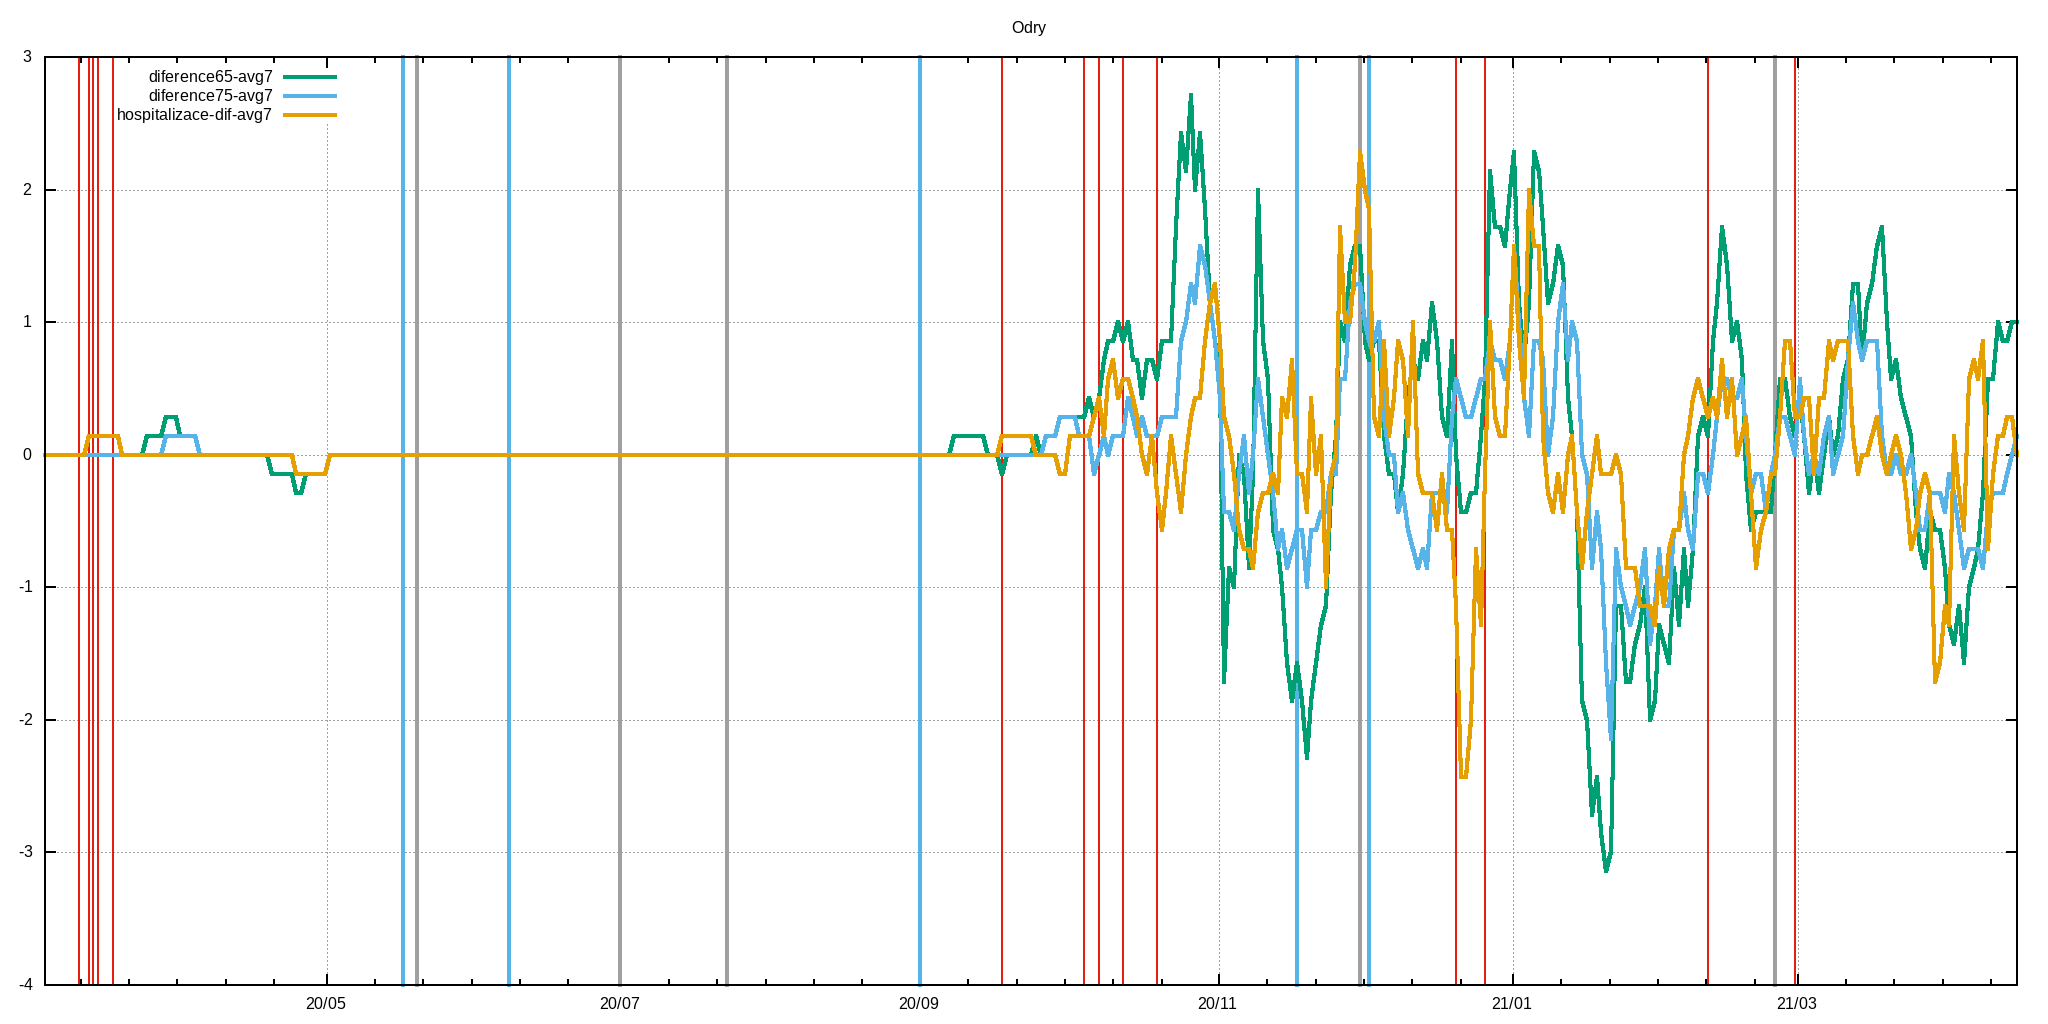 Odry
3
diference65-avg7
diference75-avg7
hospitalizace-dif-avg7
2
1
0
-1
-2
-3
-4
20/05 20/07 20/09 20/11 21/01 21/03